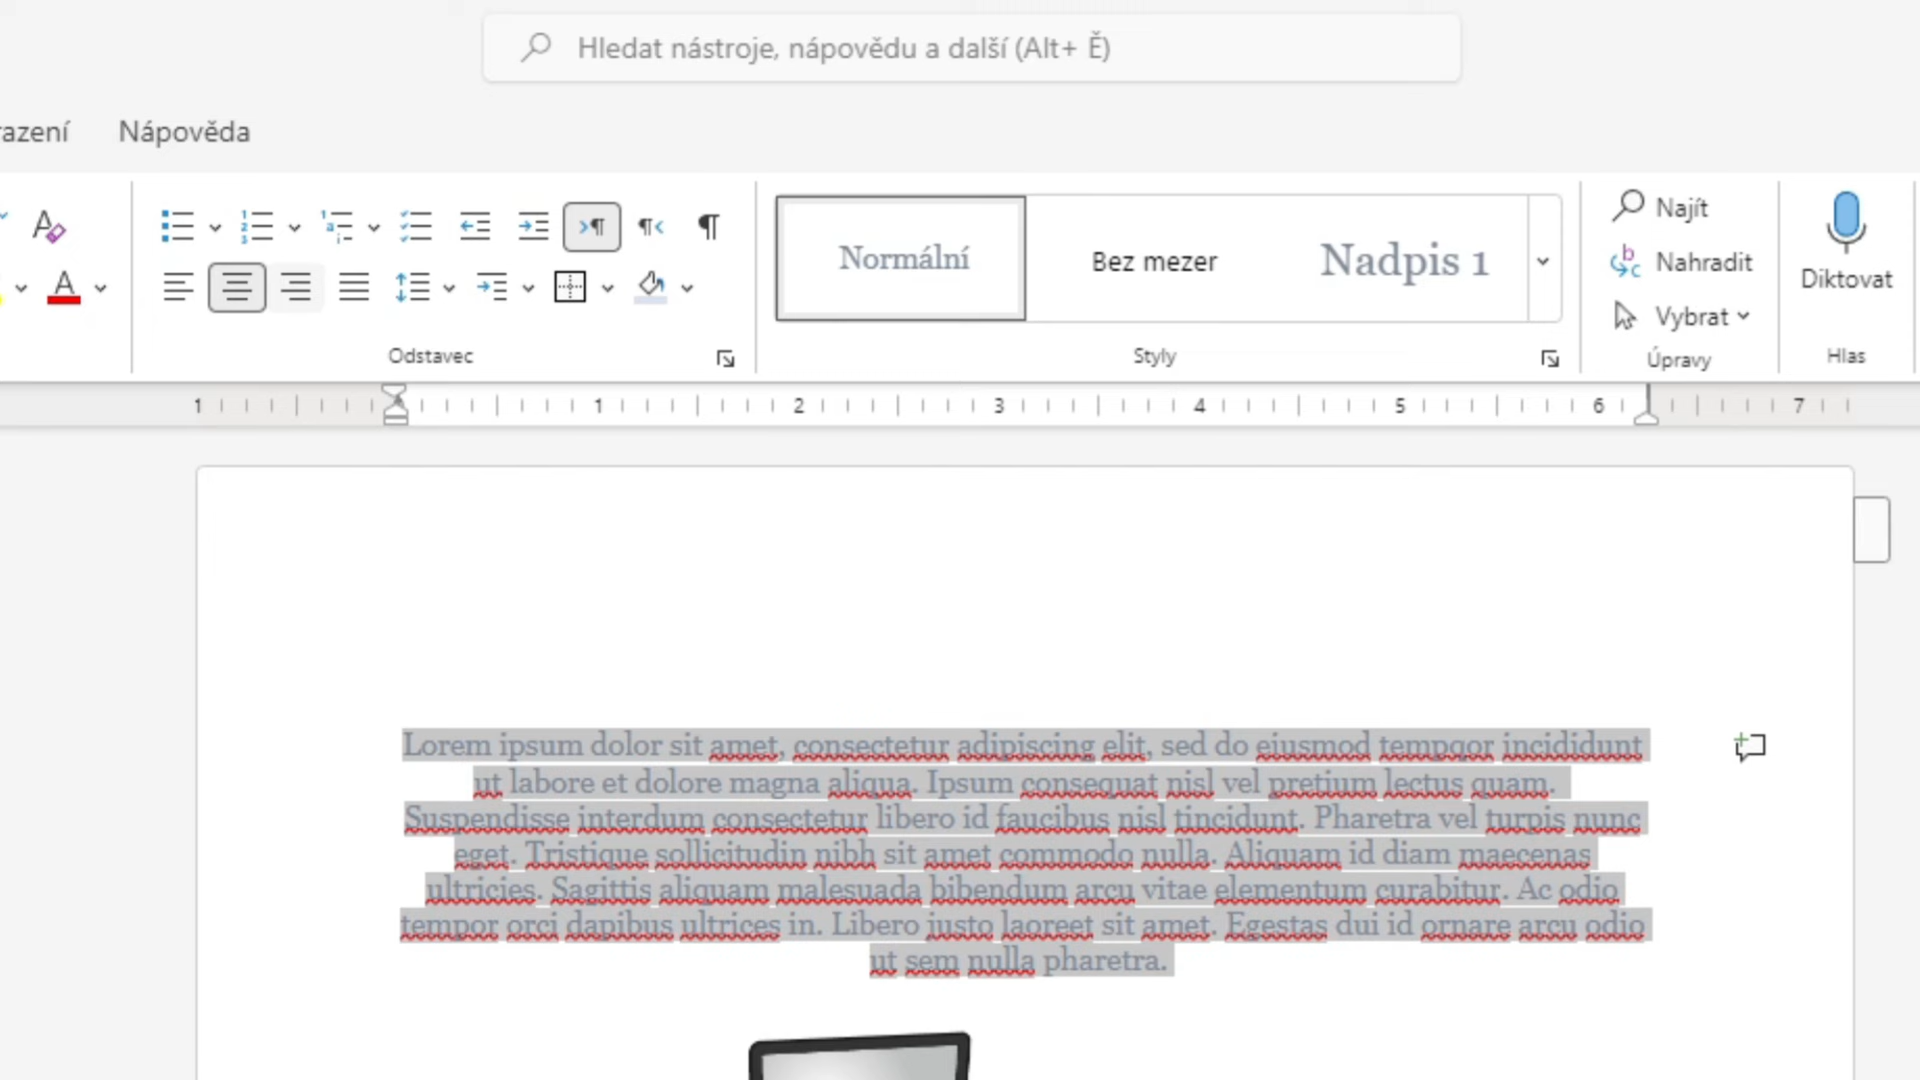 Hledat nástroje, nápovědu a další (Alt+ Ě)
razení Nápověda
Normální Bez mezer Nadpis 1
Najít
Nahradit
Vybrat
Diktovat
Odstavec Styly Úpravy Hlas
1 1 2 3 4 5 6 7
Lorem ipsum dolor sit amet, consectetur adipiscing elit, sed do eiusmod tempqor incididunt
ut labore et dolore magna aliqua. Ipsum consequat nisl vel pretium lectus quam.
Suspendisse interdum consectetur libero id faucibus nisl tincidunt. Pharetra vel turpis nunc
eget. Tristique sollicitudin nibh sit amet commodo nulla. Aliquam id diam maecenas
ultricies. Sagittis aliquam malesuada bibendum arcu vitae elementum curabitur. Ac odio
tempor orci dapibus ultrices in. Libero justo laoreet sit amet. Egestas dui id ornare arcu odio
ut sem nulla pharetra.